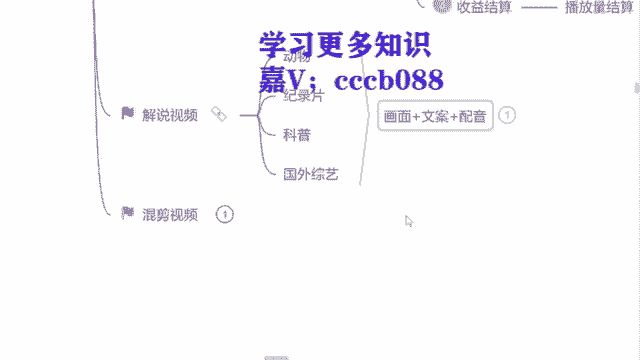 收益结算
播放量结算
学习更多知识
嘉V；cccb088
动物
纪录片
解说视频
画面+文案+配音
1
科普
国外综艺
混剪视频
1